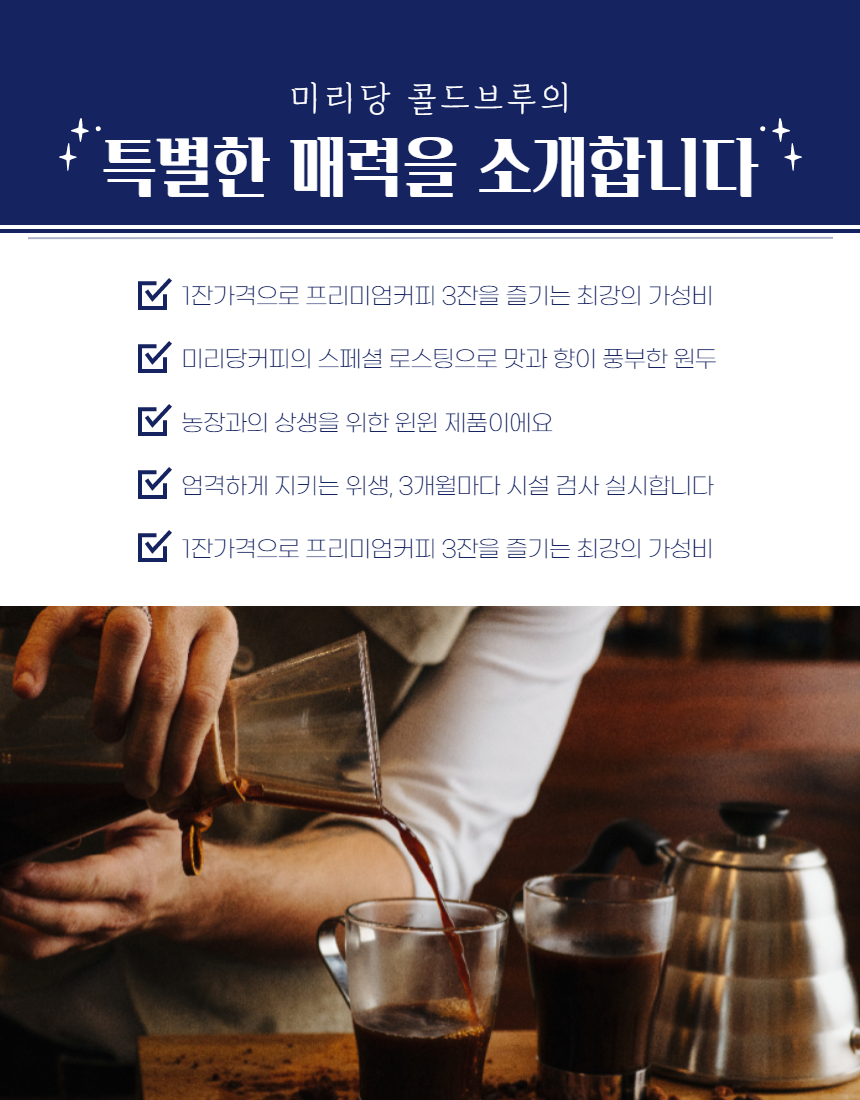 미리당 콜드브루의
특별한 매력을 소개합니다
1잔가격으로 프리미엄커피 3잔을 즐기는 최강의 가성비
미리당커피의 스페셜 로스팅으로 맛과 향이 풍부한 원두
농장과의 상생을 위한 윈윈 제품이에요
엄격하게 지키는 위생, 3개월마다 시설 검사 실시합니다
1잔가격으로 프리미엄커피 3잔을 즐기는 최강의 가성비